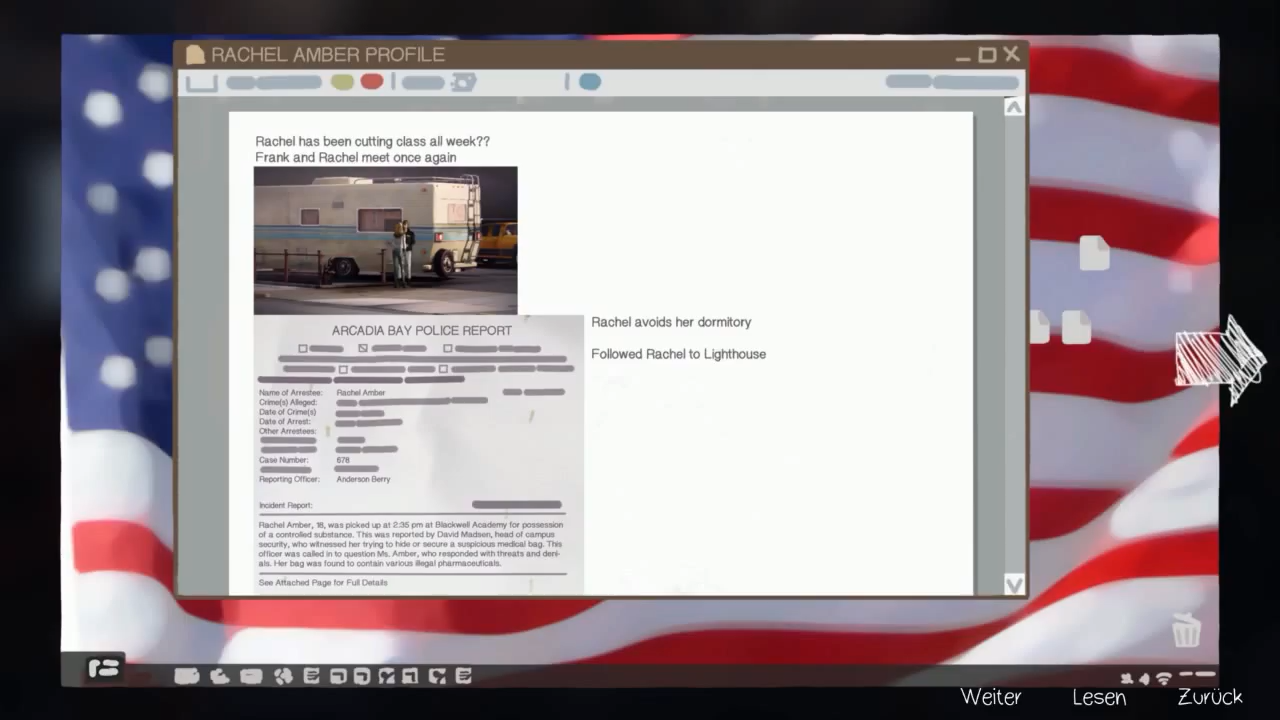 RACHEL AMBER PROFILE
Rachel has been cutting class all week??
Frank and Rachel meet once again
ARCADIA BAY POLICE REPORT
Name of Arrestee: Rachel Amber
Crime(s) Alleged:
Date of Crime(s)
Date of Arrest:
Other Arrestees:
Case Number: 678
Reporting Officer: Anderson Berry
Incident Report:
Rachel Amber, 18, was picked up at 2:35 pm at Blackwell Academy for possession
of a controlled substance. This was reported by David Madsen, head of campus
security, who witnessed her trying to hide or secure a suspicious medical bag. This
officer was called in to question Ms. Amber, who responded with threats and deni-
als. Her bag was found to contain various illegal pharmaceuticals.
See Attached Page for Full Details
Rachel avoids her dormitory
Followed Rachel to Lighthouse
Weiter Lesen Zurück